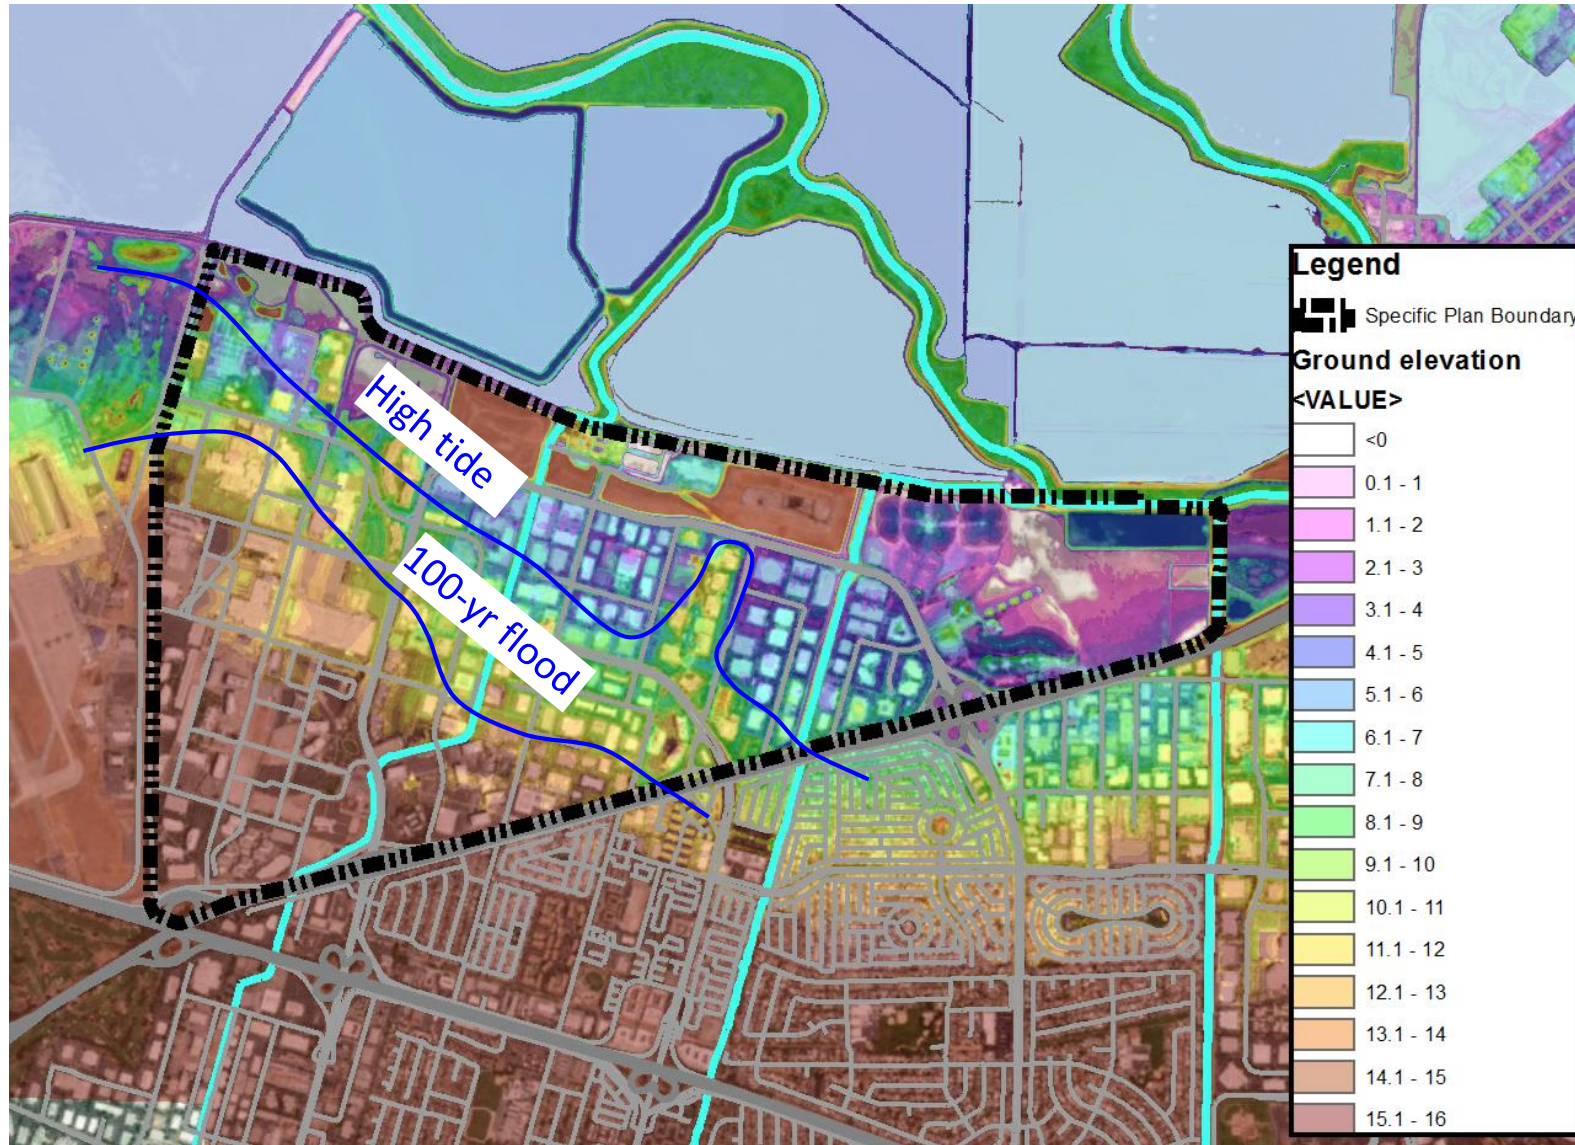 High tide
100-yr flood
Legend
Specific Plan Boundary
Ground elevation
<VALUE>
<0
0.1 - 1
1.1 - 2
2.1 - 3
3.1 - 4
4.1 - 5
5.1 - 6
6.1 - 7
7.1 - 8
8.1 - 9
9.1 - 10
10.1 - 11
11.1 - 12
12.1 - 13
13.1 - 14
14.1 - 15
15.1 - 16